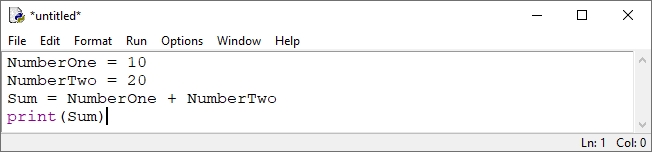 *untitled*
File Edit Format Run Options Window Help
NumberOne = 10
NumberTwo = 20
Sum = NumberOne + NumberTwo
print(Sum)
Ln: 1 Col: 0